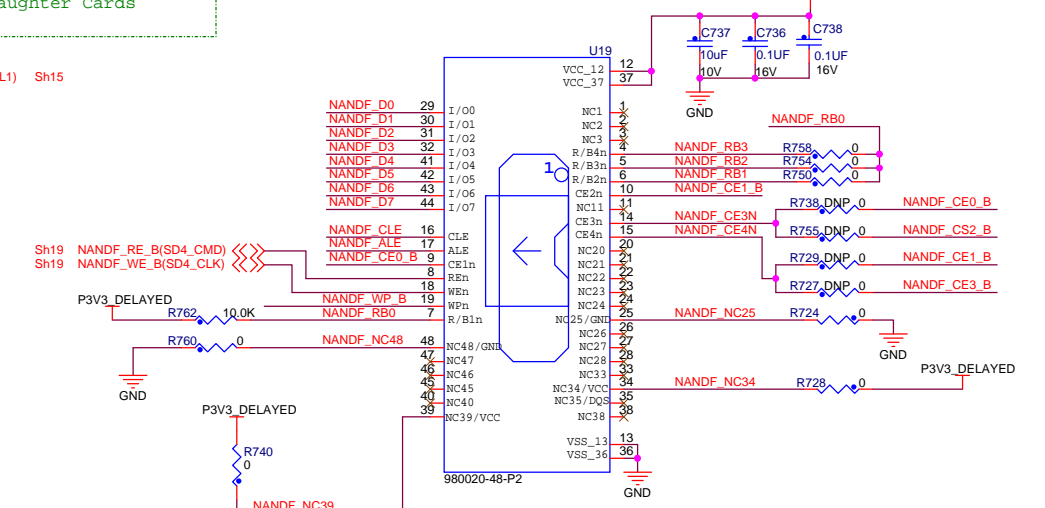 aughter Cards
L1) Sh15
U19
VCC_12 12
VCC_37 37
C737
10uF
10V
C736
0.1UF
16V
C738
0.1UF
16V
GND
NANDF_D0 29 I/O0
NANDF_D1 30 I/O1
NANDF_D2 31 I/O2
NANDF_D3 32 I/O3
NANDF_D4 41 I/O4
NANDF_D5 42 I/O5
NANDF_D6 43 I/O6
NANDF_D7 44 I/O7
NANDF_CLE 16 CLE
NANDF_ALE 17 ALE
NANDF_CE0_B 9 CE1n
Sh19 NANDF_RE_B(SD4_CMD) 8 REn
Sh19 NANDF_WE_B(SD4_CLK) 18 WEn
NANDF_WP_B 19 WPn
P3V3_DELAYED
R762 10.0K NANDF_RB0 7 R/B1n
R760 0 NANDF_NC48 48 NC48/GND
GND
47 NC47
46 NC46
45 NC45
40 NC40
39 NC39/VCC
P3V3_DELAYED
R740
0
NANDF_NC39
1
NC1 1
NC2 2
NC3 3
NANDF_RB0
R/B4n 4 NANDF_RB3 R758 0
R/B3n 5 NANDF_RB2 R754 0
R/B2n 6 NANDF_RB1 R750 0
CE2n 10 NANDF_CE1_B
NC11 11
CE3n 14 NANDF_CE3N
CE4n 15 NANDF_CE4N
R738 DNP 0 NANDF_CE0_B
R755 DNP 0 NANDF_CS2_B
R729 DNP 0 NANDF_CE1_B
R727 DNP 0 NANDF_CE3_B
NC20 20
NC21 21
NC22 22
NC23 23
NC24 24
NC25/GND 25 NANDF_NC25 R724 0
GND
NC26 26
NC27 27
NC28 28
NC33 33
NC34/VCC 34 NANDF_NC34 R728 0 P3V3_DELAYED
NC35/DQS 35
NC38 38
VSS_13 13
VSS_36 36
GND
980020-48-P2